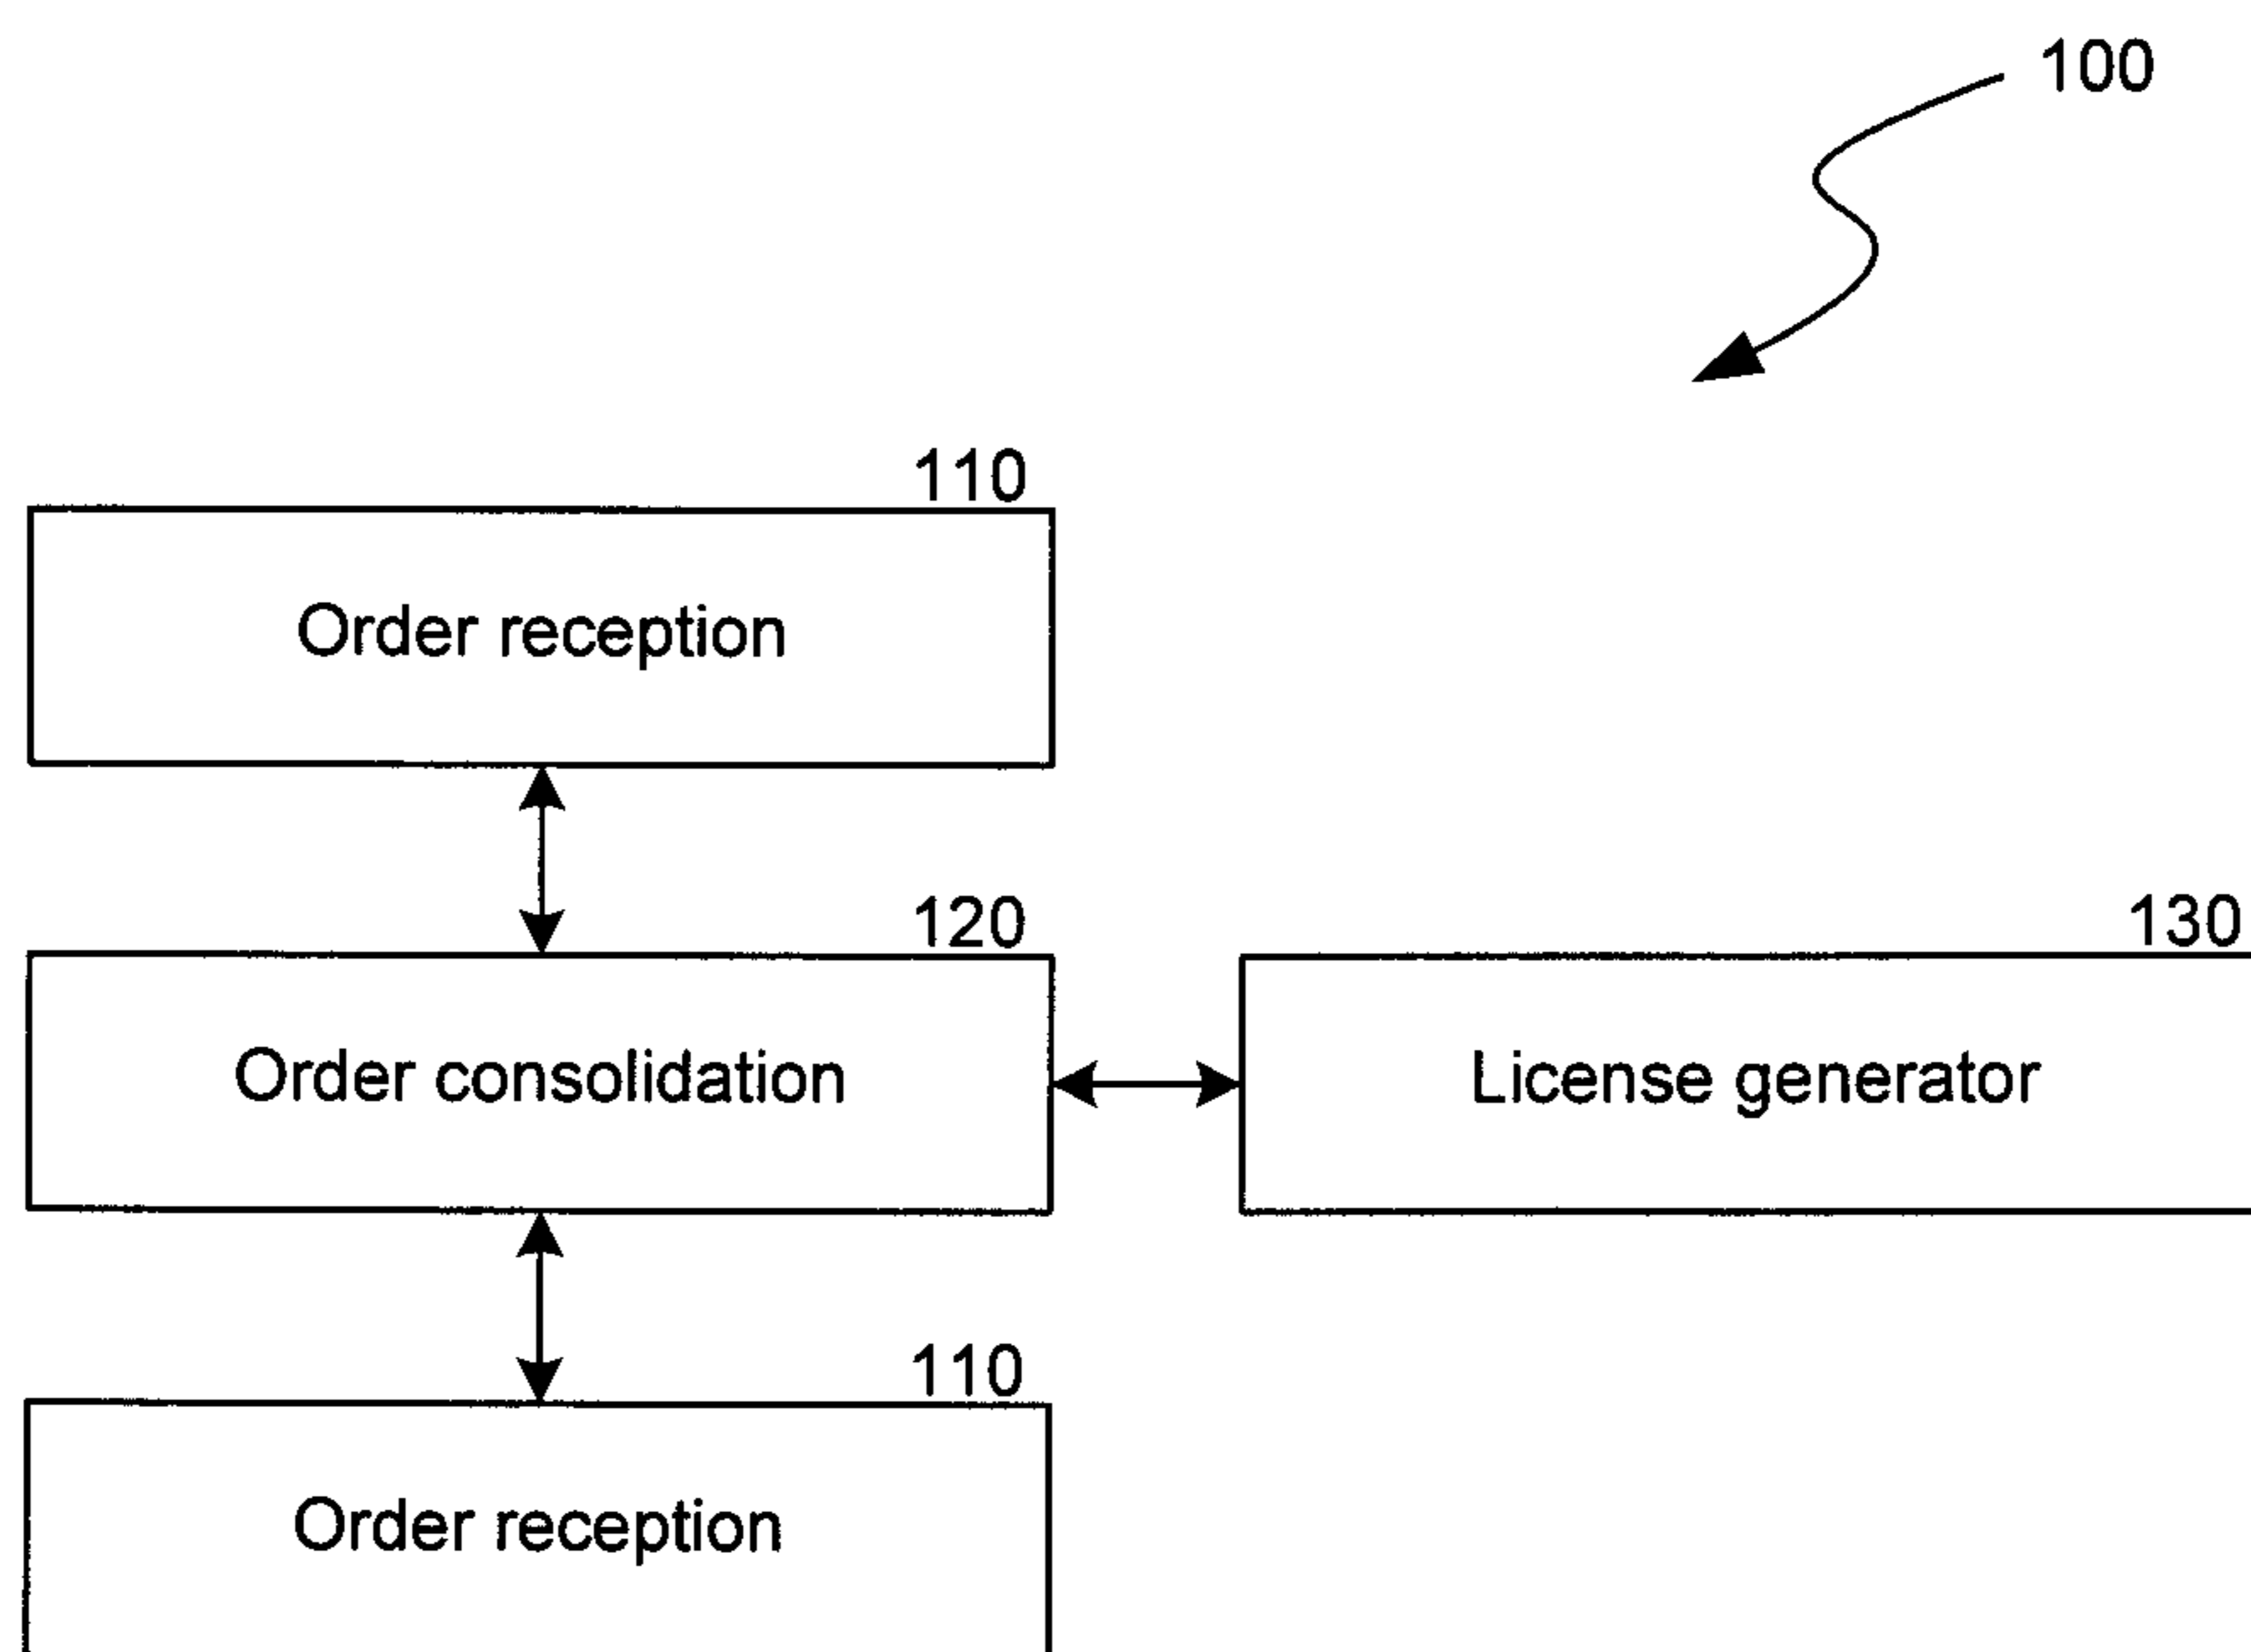 100
110
Order reception
120
130
Order consolidation
License generator
110
Order reception